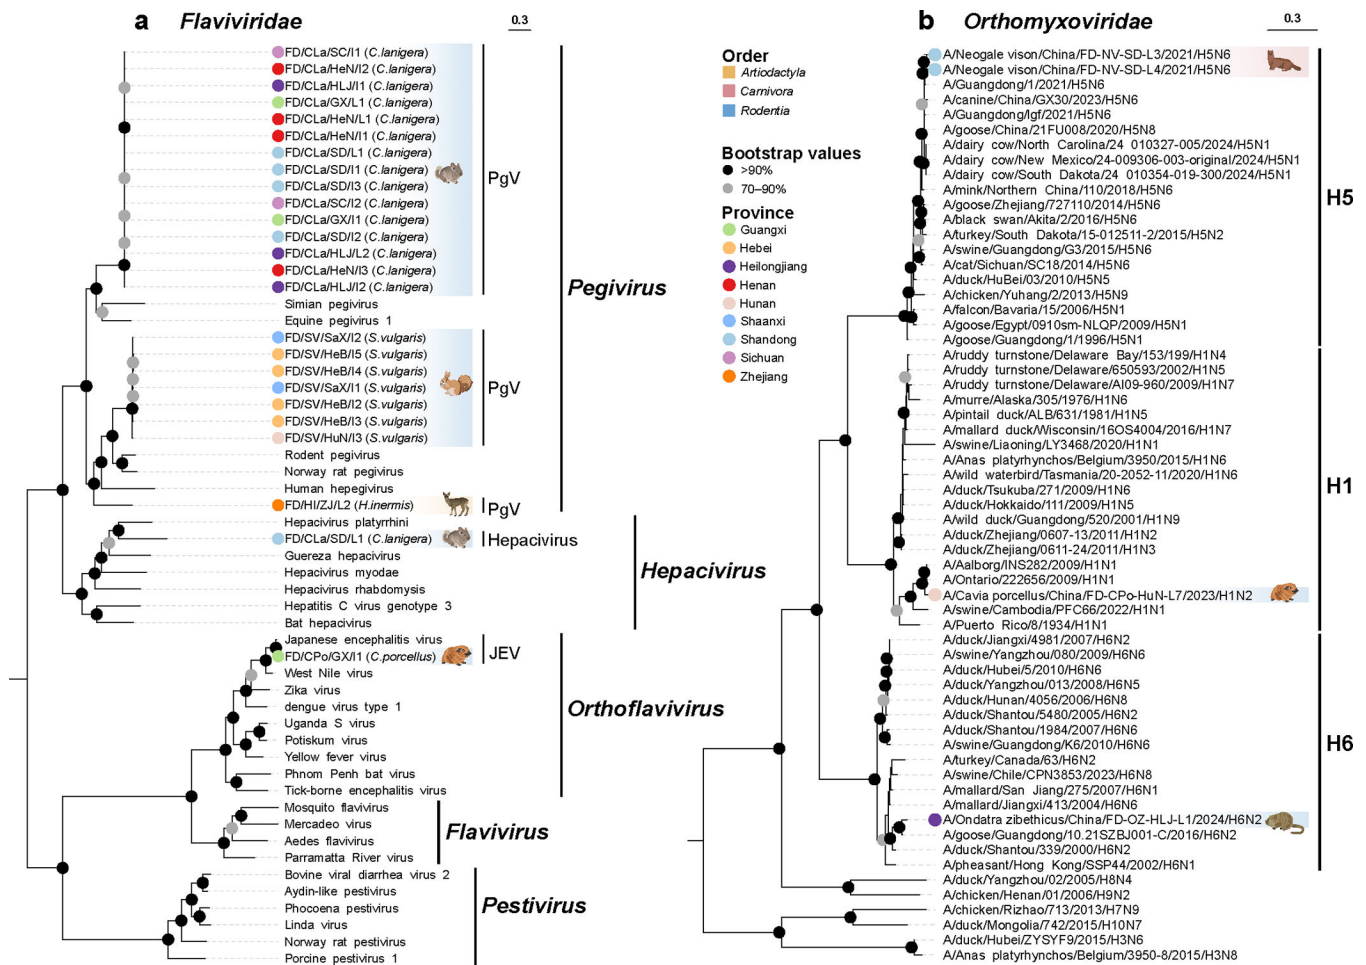 a Flaviviridae
0.3
FD/CLa/SC/I1 (C.lanigera)
FD/CLa/HeN/I2 (C.lanigera)
FD/CLa/HLJ/I1 (C.lanigera)
FD/CLa/GX/L1 (C.lanigera)
FD/CLa/HeN/L1 (C.lanigera)
FD/CLa/HeN/I1 (C.lanigera)
FD/CLa/SD/L1 (C.lanigera)
FD/CLa/SD/I1 (C.lanigera)
FD/CLa/SD/I3 (C.lanigera)
FD/CLa/SC/I2 (C.lanigera)
FD/CLa/GX/I1 (C.lanigera)
FD/CLa/SD/I2 (C.lanigera)
FD/CLa/HLJ/L2 (C.lanigera)
FD/CLa/HeN/I3 (C.lanigera)
FD/CLa/HLJ/I2 (C.lanigera)
PgV
Simian pegivirus
Equine pegivirus 1
FD/SV/SaX/I2 (S.vulgaris)
FD/SV/HeB/I5 (S.vulgaris)
FD/SV/HeB/I4 (S.vulgaris)
FD/SV/SaX/I1 (S.vulgaris)
FD/SV/HeB/I2 (S.vulgaris)
FD/SV/HeB/I3 (S.vulgaris)
FD/SV/HuN/I3 (S.vulgaris)
PgV
Rodent pegivirus
Norway rat pegivirus
Human hepegivirus
FD/HI/ZJ/L2 (H.inermis)
PgV
Pegivirus
Hepacivirus platyrrhini
FD/CLa/SD/L1 (C.lanigera)
Hepacivirus
Guereza hepacivirus
Hepacivirus myodae
Hepacivirus rhabdomysis
Hepatitis C virus genotype 3
Bat hepacivirus
Hepacivirus
Japanese encephalitis virus
FD/CPo/GX/I1 (C.porcellus)
JEV
West Nile virus
Zika virus
dengue virus type 1
Uganda S virus
Potiskum virus
Yellow fever virus
Phnom Penh bat virus
Tick-borne encephalitis virus
Orthoflavivirus
Mosquito flavivirus
Mercadeo virus
Aedes flavivirus
Parramatta River virus
Flavivirus
Bovine viral diarrhea virus 2
Aydin-like pestivirus
Phocoena pestivirus
Linda virus
Norway rat pestivirus
Porcine pestivirus 1
Pestivirus
Order
Artiodactyla
Carnivora
Rodentia
Bootstrap values
>90%
70–90%
Province
Guangxi
Hebei
Heilongjiang
Henan
Hunan
Shaanxi
Shandong
Sichuan
Zhejiang
b Orthomyxoviridae
0.3
A/Neogale vison/China/FD-NV-SD-L3/2021/H5N6
A/Neogale vison/China/FD-NV-SD-L4/2021/H5N6
A/Guangdong/1/2021/H5N6
A/canine/China/GX30/2023/H5N6
A/Guangdong/lgf/2021/H5N6
A/goose/China/21FU008/2020/H5N8
A/dairy cow/North Carolina/24 010327-005/2024/H5N1
A/dairy cow/New Mexico/24-009306-003-original/2024/H5N1
A/dairy cow/South Dakota/24 010354-019-300/2024/H5N1
A/mink/Northern China/110/2018/H5N6
A/goose/Zhejiang/727110/2014/H5N6
A/black swan/Akita/2/2016/H5N6
A/turkey/South Dakota/15-012511-2/2015/H5N2
A/swine/Guangdong/G3/2015/H5N6
A/cat/Sichuan/SC18/2014/H5N6
A/duck/HuBei/03/2010/H5N5
A/chicken/Yuhang/2/2013/H5N9
A/falcon/Bavaria/15/2006/H5N1
A/goose/Egypt/0910sm-NLQP/2009/H5N1
A/goose/Guangdong/1/1996/H5N1
H5
A/ruddy turnstone/Delaware Bay/153/199/H1N4
A/ruddy turnstone/Delaware/650593/2002/H1N5
A/ruddy turnstone/Delaware/AI09-960/2009/H1N7
A/murre/Alaska/305/1976/H1N6
A/pintail duck/ALB/631/1981/H1N5
A/mallard duck/Wisconsin/16OS4004/2016/H1N7
A/swine/Liaoning/LY3468/2020/H1N1
A/Anas platyrhynchos/Belgium/3950/2015/H1N6
A/wild waterbird/Tasmania/20-2052-11/2020/H1N6
A/duck/Tsukuba/271/2009/H1N6
A/duck/Hokkaido/111/2009/H1N5
A/wild duck/Guangdong/520/2001/H1N9
A/duck/Zhejiang/0607-13/2011/H1N2
A/duck/Zhejiang/0611-24/2011/H1N3
A/Aalborg/INS282/2009/H1N1
A/Ontario/222656/2009/H1N1
A/Cavia porcellus/China/FD-CPo-HuN-L7/2023/H1N2
A/swine/Cambodia/PFC66/2022/H1N1
A/Puerto Rico/8/1934/H1N1
H1
A/duck/Jiangxi/4981/2007/H6N2
A/swine/Yangzhou/080/2009/H6N6
A/duck/Hubei/5/2010/H6N6
A/duck/Yangzhou/013/2008/H6N5
A/duck/Hunan/4056/2006/H6N8
A/duck/Shantou/5480/2005/H6N2
A/duck/Shantou/1984/2007/H6N6
A/swine/Guangdong/K6/2010/H6N6
A/turkey/Canada/63/H6N2
A/swine/Chile/CPN3853/2023/H6N8
A/mallard/San Jiang/275/2007/H6N1
A/mallard/Jiangxi/413/2004/H6N6
A/Ondatra zibethicus/China/FD-OZ-HLJ-L1/2024/H6N2
A/goose/Guangdong/10.21SZBJ001-C/2016/H6N2
A/duck/Shantou/339/2000/H6N2
A/pheasant/Hong Kong/SSP44/2002/H6N1
H6
A/duck/Yangzhou/02/2005/H8N4
A/chicken/Henan/01/2006/H9N2
A/chicken/Rizhao/713/2013/H7N9
A/duck/Mongolia/742/2015/H10N7
A/duck/Hubei/ZYSYF9/2015/H3N6
A/Anas platyrhynchos/Belgium/3950-8/2015/H3N8